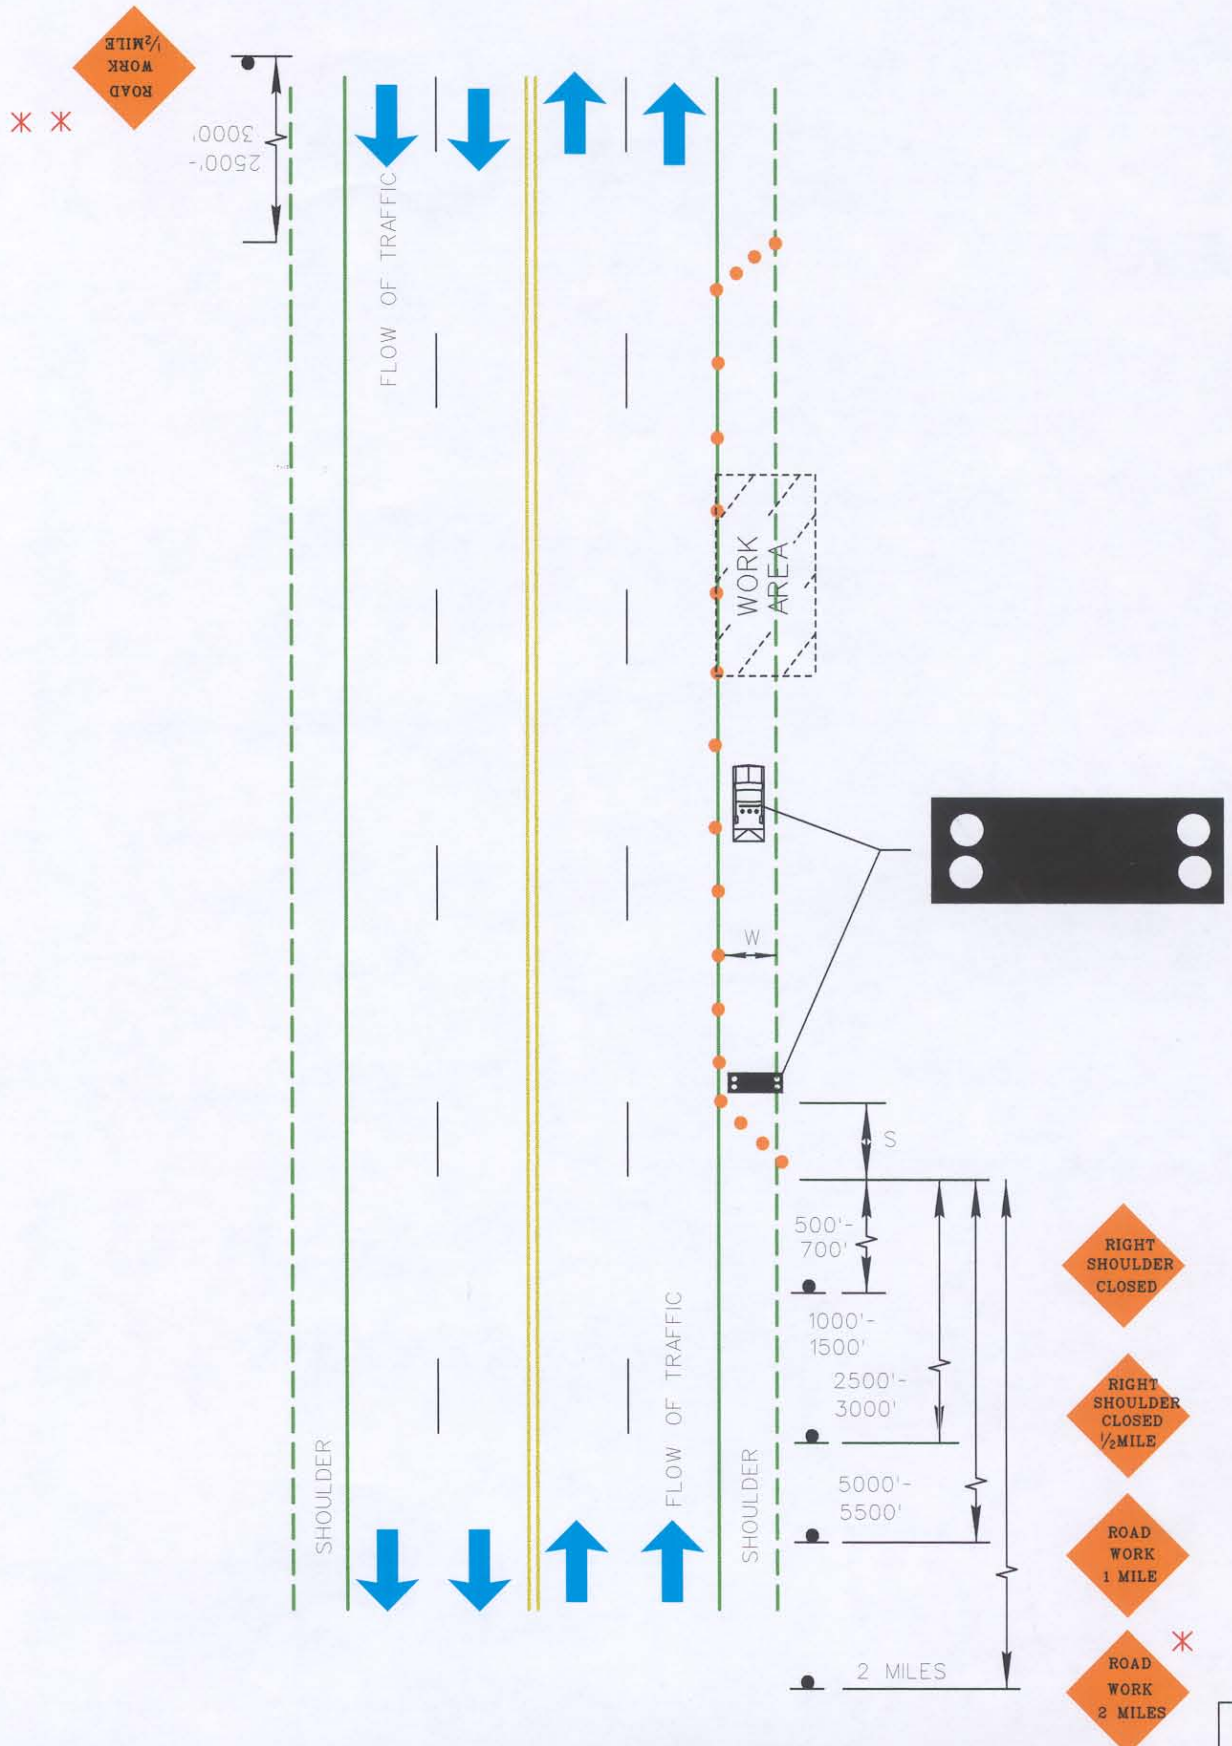 ROAD
WORK
½ MILE
* *
2500'-
3000'
FLOW OF TRAFFIC
WORK
AREA
W
S
500'-
700'
RIGHT
SHOULDER
CLOSED
1000'-
1500'
2500'-
3000'
RIGHT
SHOULDER
CLOSED
½MILE
FLOW OF TRAFFIC
SHOULDER
SHOULDER
5000'-
5500'
ROAD
WORK
1 MILE
*
2 MILES
ROAD
WORK
2 MILES